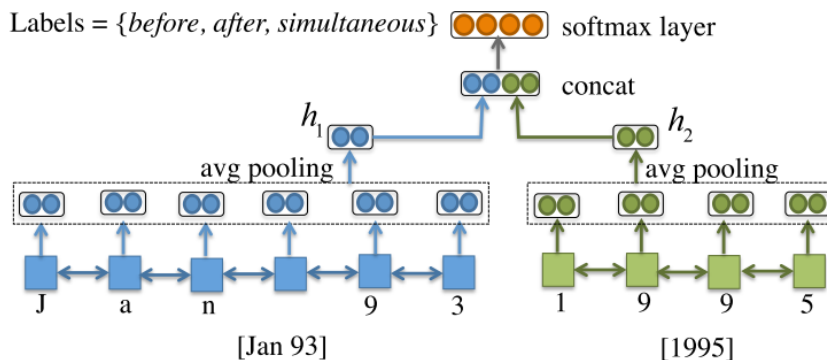 Labels = {before, after, simultaneous}
softmax layer
concat
h1
h2
avg pooling
avg pooling
J a n 9 3
1 9 9 5
[Jan 93]
[1995]